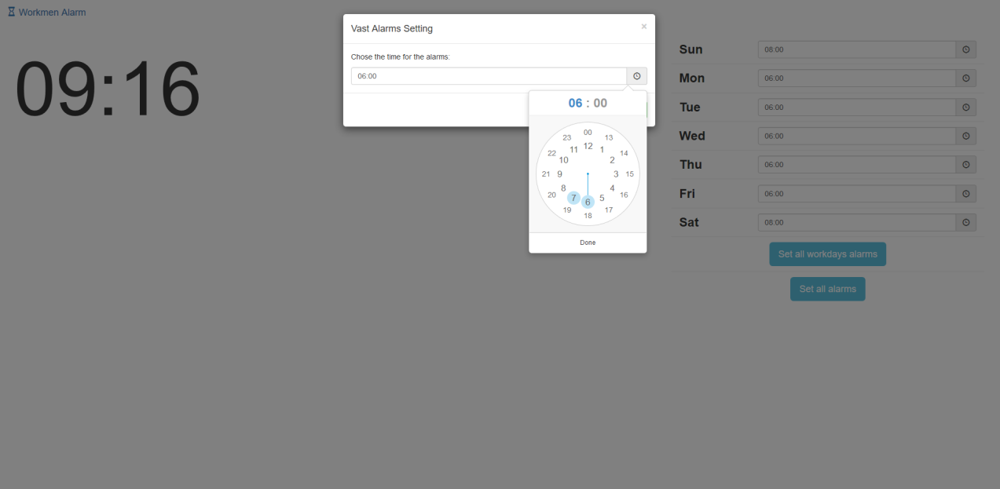 Workmen Alarm
09:16
Vast Alarms Setting
×
Chose the time for the alarms:
06:00
06 : 00
00
23 13
12
11 1
22 14
10 2
21 9 3 15
8 4
20 16
7 5
6
19 17
18
Done
Sun 08:00
Mon 06:00
Tue 06:00
Wed 06:00
Thu 06:00
Fri 06:00
Sat 08:00
Set all workdays alarms
Set all alarms